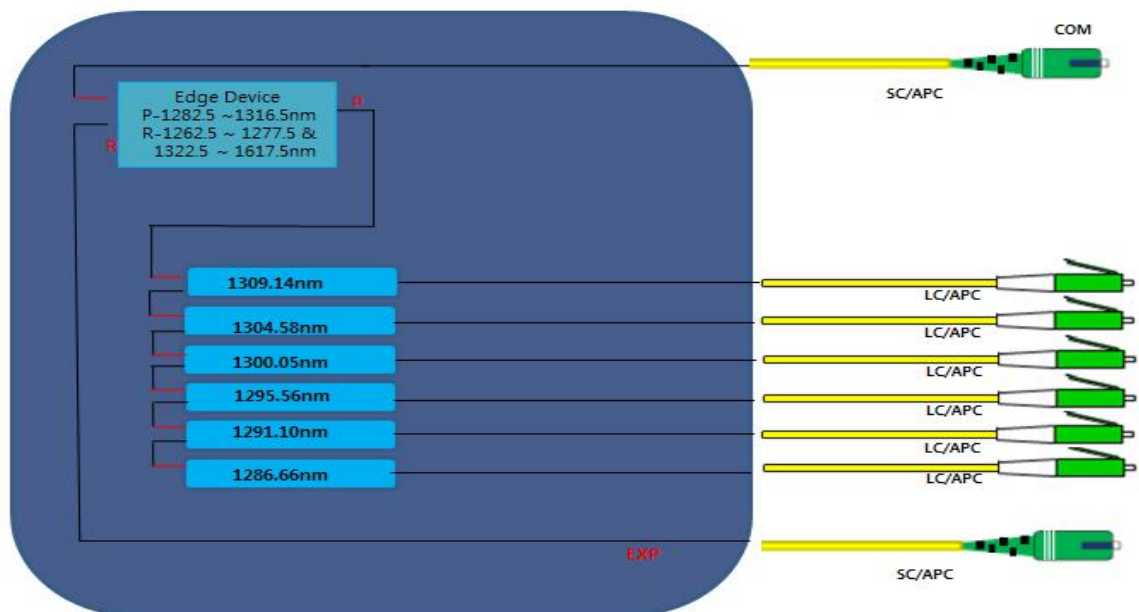 COM
SC/APC
Edge Device
P-1282.5 ~1316.5nm
R-1262.5 ~ 1277.5 &
1322.5 ~ 1617.5nm
R
R
1309.14nm
LC/APC
1304.58nm
LC/APC
1300.05nm
LC/APC
1295.56nm
LC/APC
1291.10nm
LC/APC
1286.66nm
LC/APC
EXP
SC/APC